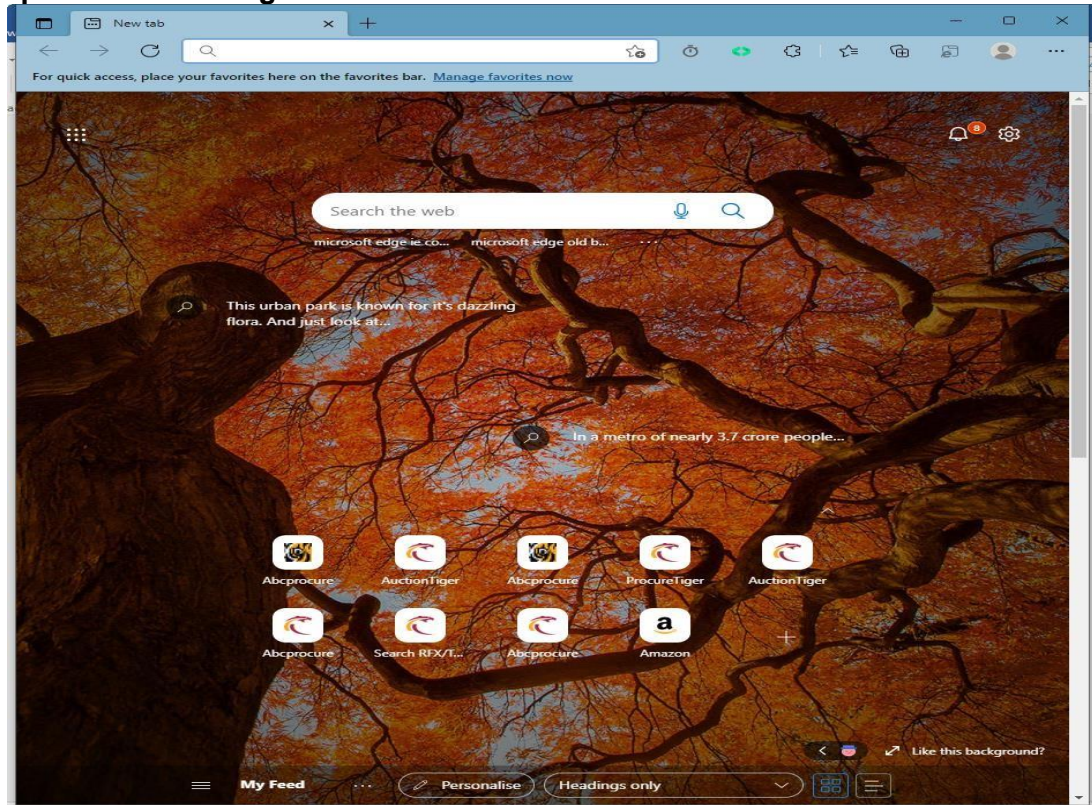 New tab
For quick access, place your favorites here on the favorites bar. Manage favorites now
8
Search the web
microsoft edge ie co... microsoft edge old b... ...
This urban park is known for it's dazzling
flora. And just look at...
In a metro of nearly 3.7 crore people...
Abcprocure AuctionTiger Abcprocure ProcureTiger AuctionTiger
a
Abcprocure Search RFX/T... Abcprocure Amazon
Like this background?
My Feed ... Personalise Headings only